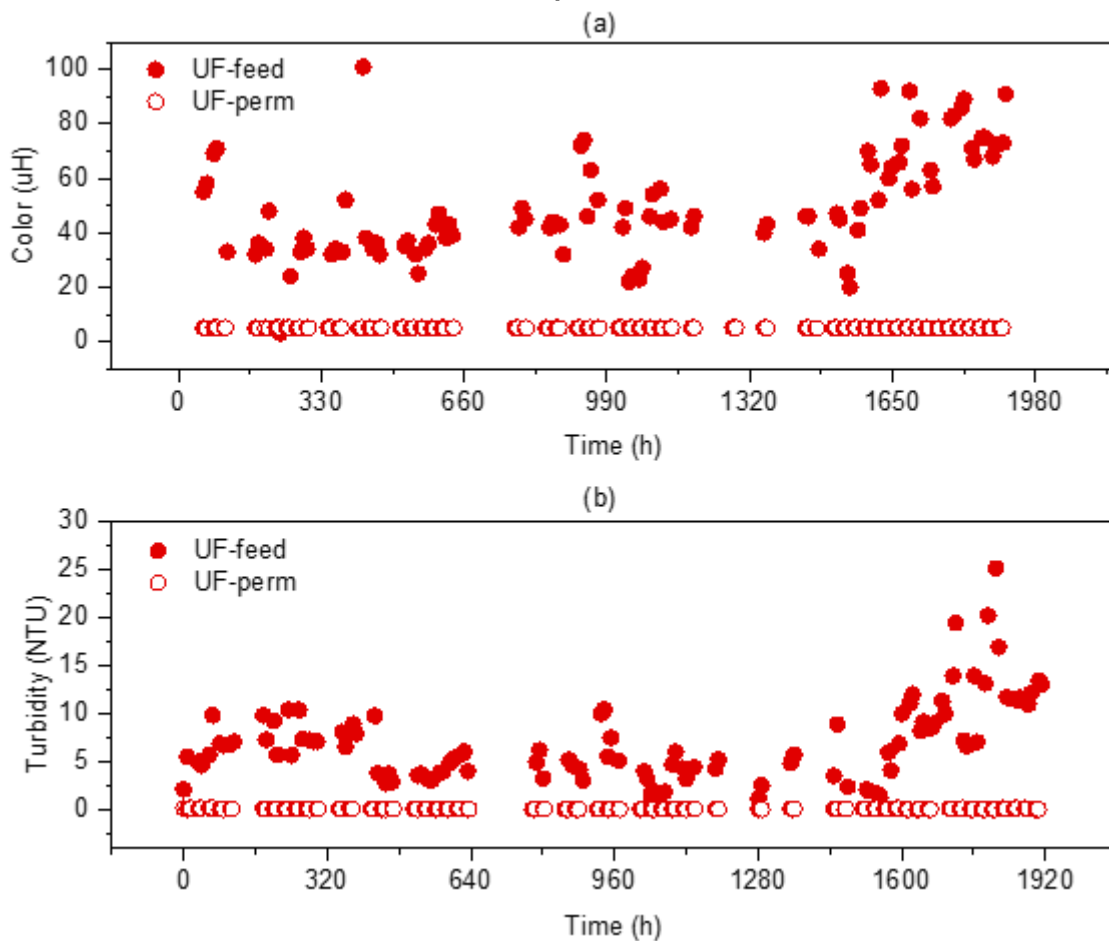 (a)
100
80
60
40
20
0
Color (uH)
UF-feed
UF-perm
0 330 660 990 1320 1650 1980
Time (h)
(b)
30
25
20
15
10
5
0
Turbidity (NTU)
UF-feed
UF-perm
0 320 640 960 1280 1600 1920
Time (h)